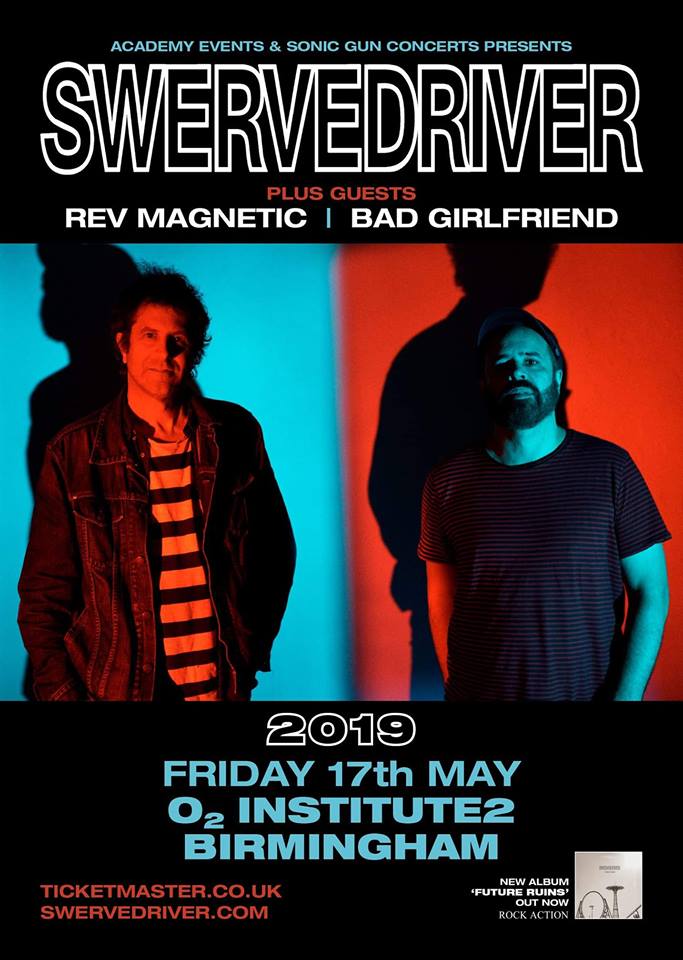 ACADEMY EVENTS & SONIC GUN CONCERTS PRESENTS
SWERVEDRIVER
PLUS GUESTS
REV MAGNETIC | BAD GIRLFRIEND
2019
FRIDAY 17th MAY
O₂ INSTITUTE2
BIRMINGHAM
TICKETMASTER.CO.UK
SWERVEDRIVER.COM
NEW ALBUM
‘FUTURE RUINS’
OUT NOW
ROCK ACTION